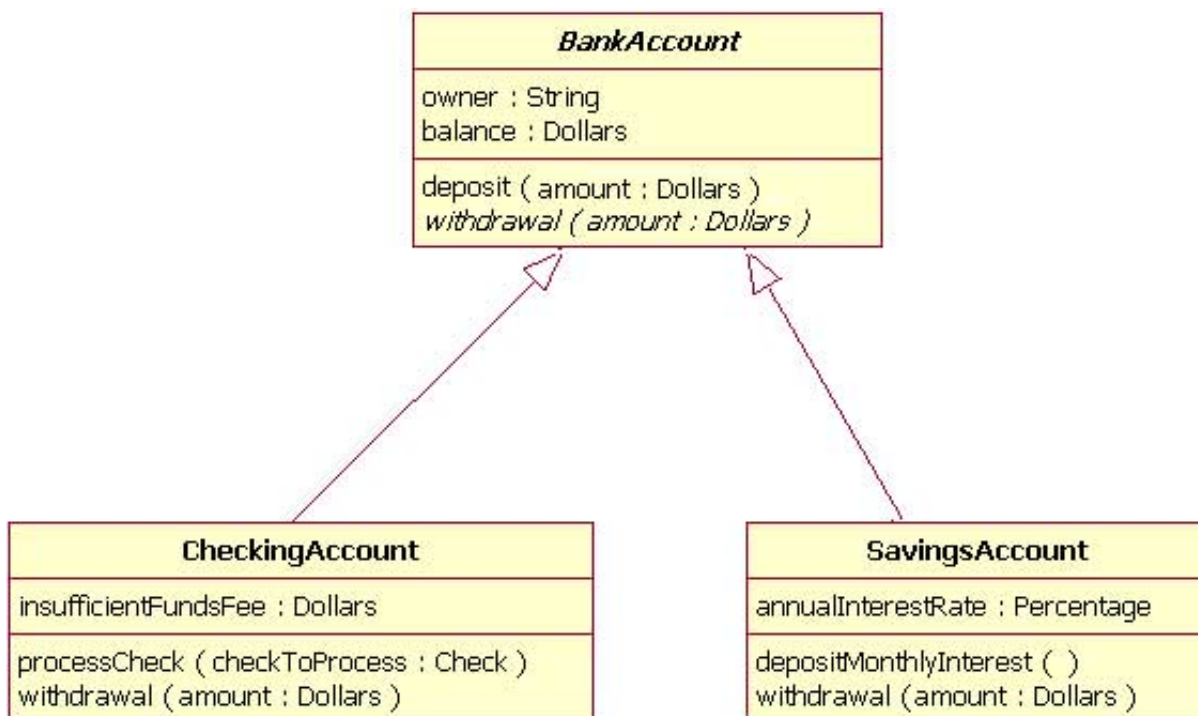 BankAccount
owner : String
balance : Dollars
deposit ( amount : Dollars )
withdrawal ( amount : Dollars )
CheckingAccount
insufficientFundsFee : Dollars
processCheck ( checkToProcess : Check )
withdrawal ( amount : Dollars )
SavingsAccount
annualInterestRate : Percentage
depositMonthlyInterest ( )
withdrawal ( amount : Dollars )